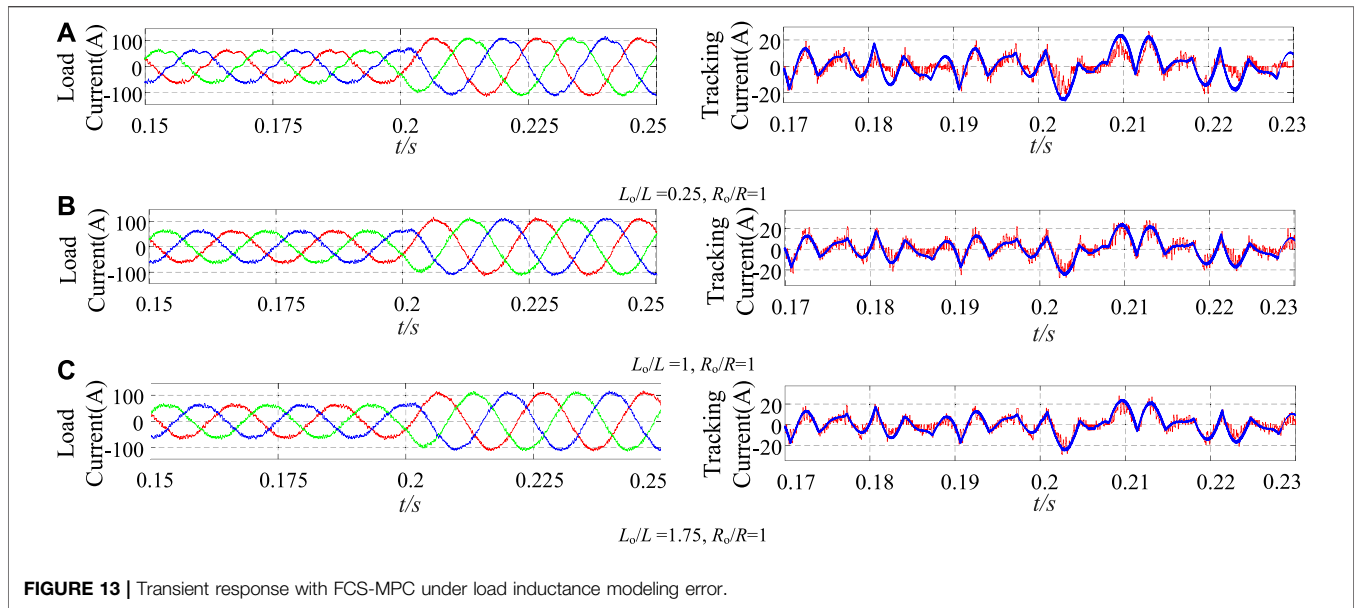 A
Load
Current(A)
100
0
-100
0.15 0.175 0.2 0.225 0.25
t/s
Tracking
Current(A)
20
0
-20
0.17 0.18 0.19 0.2 0.21 0.22 0.23
t/s
Lo/L =0.25, Ro/R=1
B
Load
Current(A)
100
0
-100
0.15 0.175 0.2 0.225 0.25
t/s
Tracking
Current(A)
20
0
-20
0.17 0.18 0.19 0.2 0.21 0.22 0.23
t/s
Lo/L =1, Ro/R=1
C
Load
Current(A)
100
0
-100
0.15 0.175 0.2 0.225 0.25
t/s
Tracking
Current(A)
20
0
-20
0.17 0.18 0.19 0.2 0.21 0.22 0.23
t/s
Lo/L =1.75, Ro/R=1
FIGURE 13 | Transient response with FCS-MPC under load inductance modeling error.